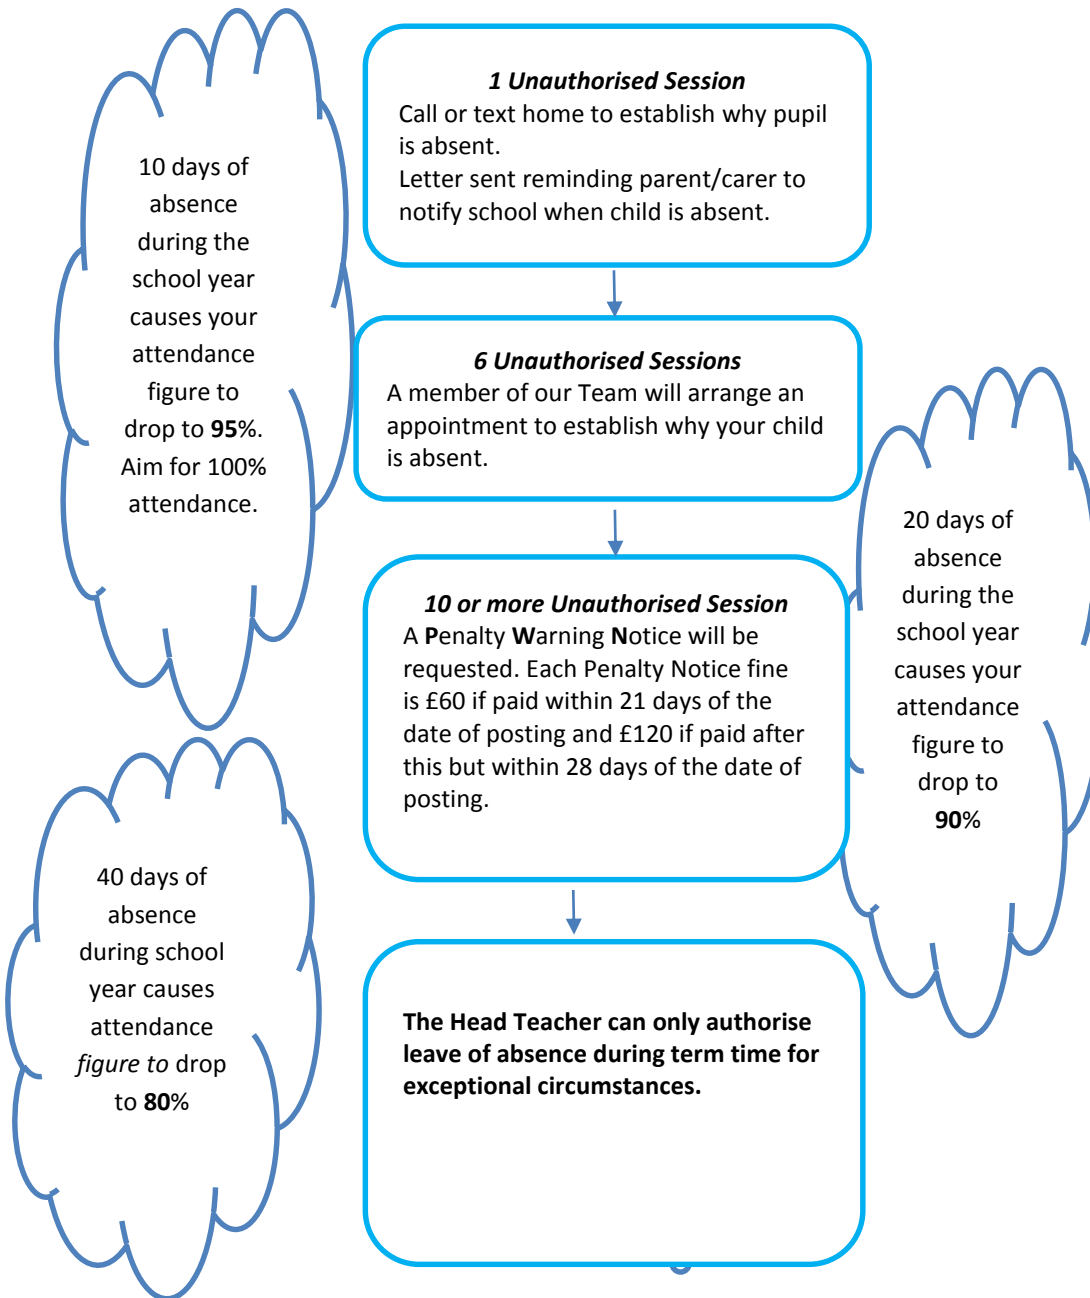 1 Unauthorised Session
Call or text home to establish why pupil
is absent.
Letter sent reminding parent/carer to
notify school when child is absent.
10 days of
absence
during the
school year
causes your
attendance
figure to
drop to 95%.
Aim for 100%
attendance.
6 Unauthorised Sessions
A member of our Team will arrange an
appointment to establish why your child
is absent.
10 or more Unauthorised Session
A Penalty Warning Notice will be
requested. Each Penalty Notice fine
is £60 if paid within 21 days of the
date of posting and £120 if paid after
this but within 28 days of the date of
posting.
20 days of
absence
during the
school year
causes your
attendance
figure to
drop to
90%
40 days of
absence
during school
year causes
attendance
figure to drop
to 80%
The Head Teacher can only authorise
leave of absence during term time for
exceptional circumstances.